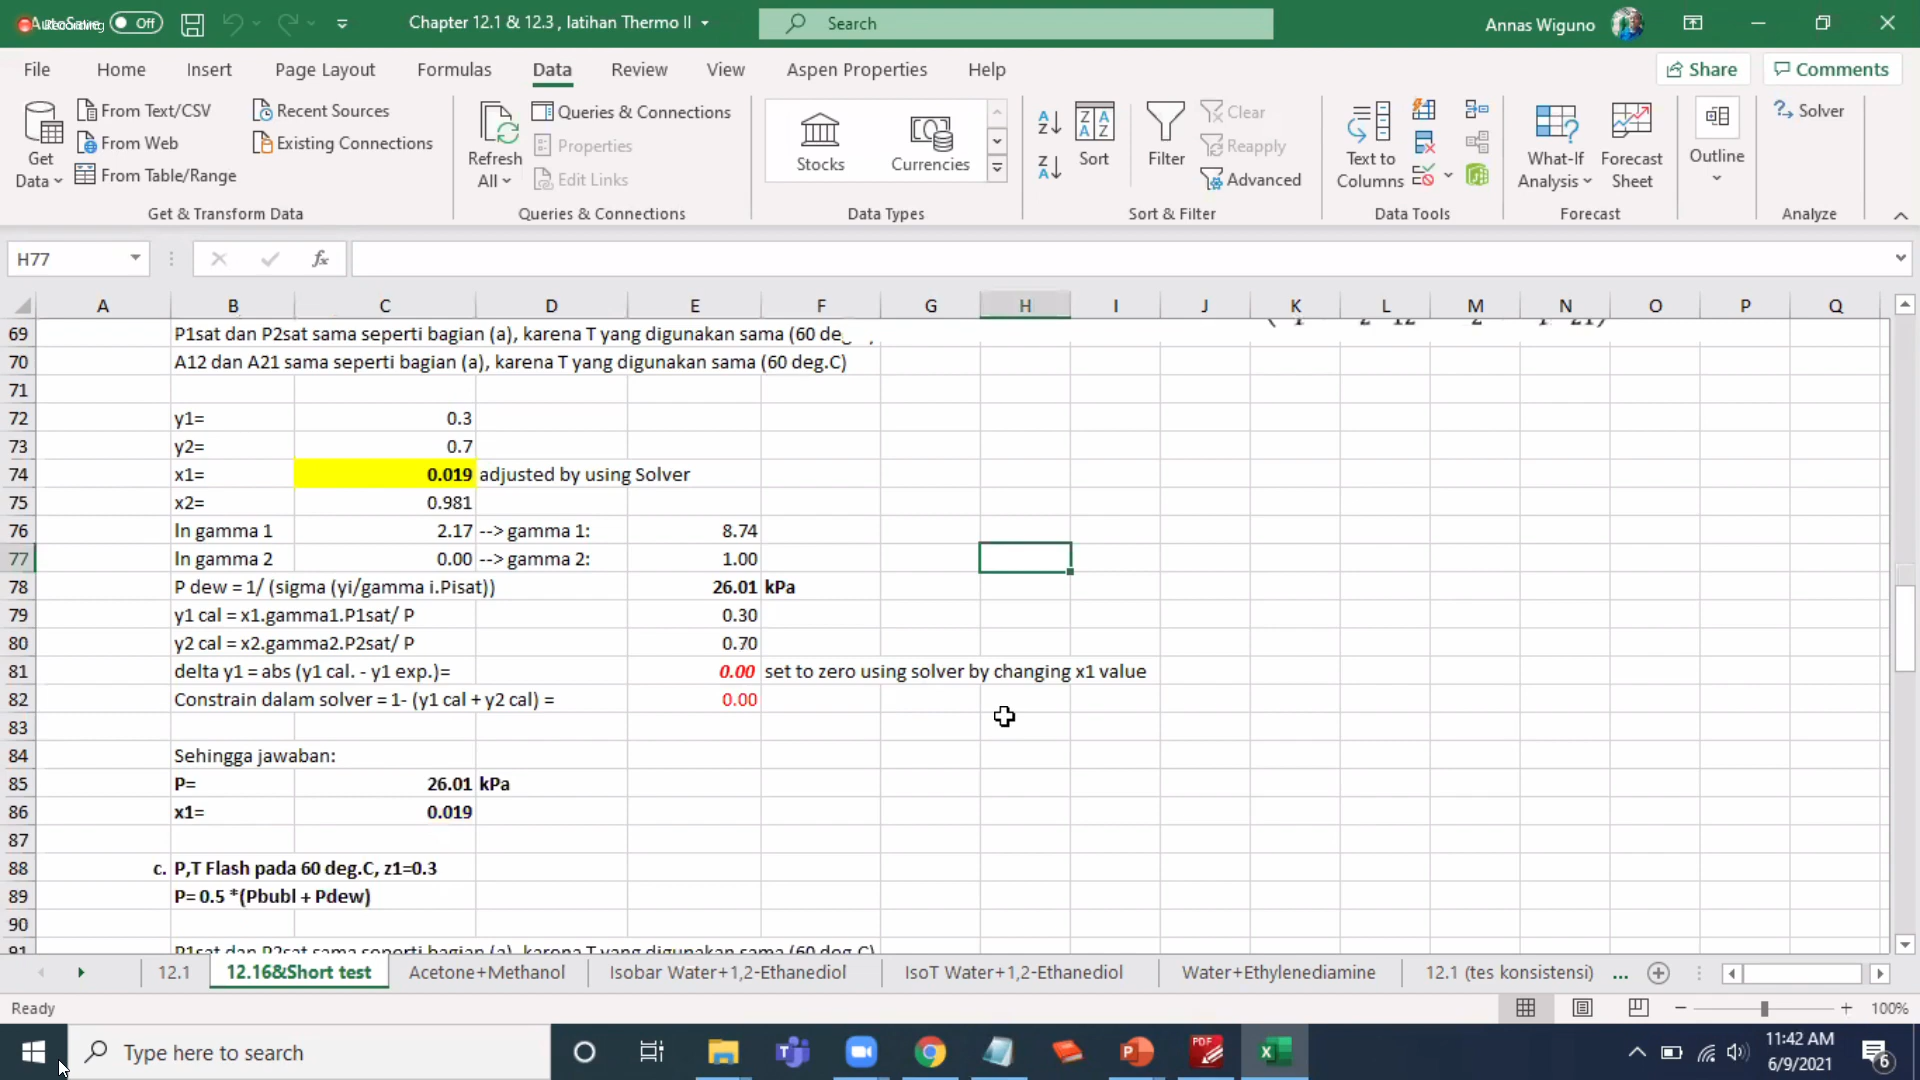 AutoSave Off Chapter 12.1 & 12.3 , latihan Thermo II Search Annas Wiguno
File Home Insert Page Layout Formulas Data Review View Aspen Properties Help Share Comments
Get Data
From Text/CSV
From Web
From Table/Range
Recent Sources
Existing Connections
Get & Transform Data
Refresh All
Queries & Connections
Properties
Edit Links
Queries & Connections
Stocks
Currencies
Data Types
Sort
Filter
Clear
Reapply
Advanced
Sort & Filter
Text to Columns
Data Tools
What-If Analysis
Forecast Sheet
Forecast
Outline
Solver
Analyze
H77
fx
A B C D E F G H I J K L M N O P Q
69 P1sat dan P2sat sama seperti bagian (a), karena T yang digunakan sama (60 deg
70 A12 dan A21 sama seperti bagian (a), karena T yang digunakan sama (60 deg.C)
71
72 y1= 0.3
73 y2= 0.7
74 x1= 0.019 adjusted by using Solver
75 x2= 0.981
76 ln gamma 1 2.17 --> gamma 1: 8.74
77 ln gamma 2 0.00 --> gamma 2: 1.00
78 P dew = 1/ (sigma (yi/gamma i.Pisat)) 26.01 kPa
79 y1 cal = x1.gamma1.P1sat/ P 0.30
80 y2 cal = x2.gamma2.P2sat/ P 0.70
81 delta y1 = abs (y1 cal. - y1 exp.)= 0.00 set to zero using solver by changing x1 value
82 Constrain dalam solver = 1- (y1 cal + y2 cal) = 0.00
83
84 Sehingga jawaban:
85 P= 26.01 kPa
86 x1= 0.019
87
88 c. P,T Flash pada 60 deg.C, z1=0.3
89 P= 0.5 *(Pbubl + Pdew)
90
91 P1sat dan P2sat sama seperti bagian (a), karena T yang digunakan sama (60 deg.C)
12.1 12.16&Short test Acetone+Methanol Isobar Water+1,2-Ethanediol IsoT Water+1,2-Ethanediol Water+Ethylenediamine 12.1 (tes konsistensi) ...
Ready 100%
Type here to search
11:42 AM
6/9/2021
6